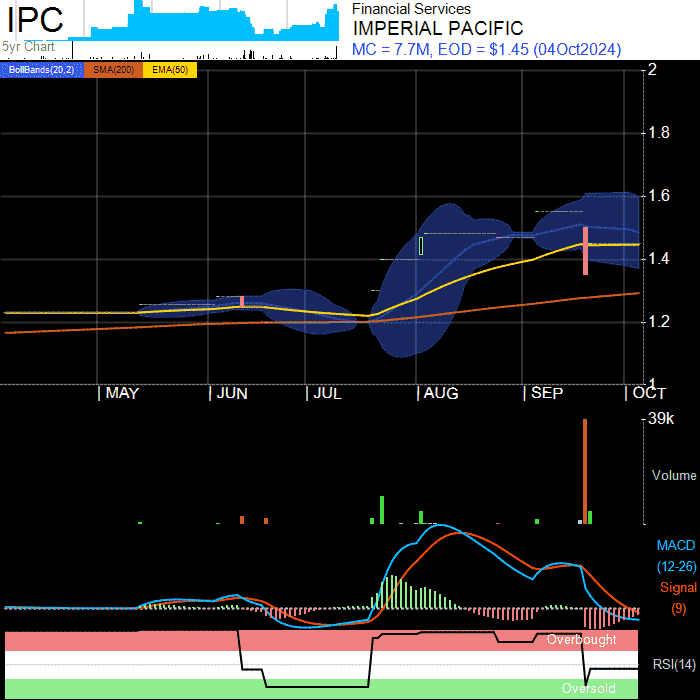 IPC
5yr Chart
Financial Services
IMPERIAL PACIFIC
MC = 7.7M, EOD = $1.45 (04Oct2024)
BollBands(20,2) SMA(200) EMA(50)
2
1.8
1.6
1.4
1.2
1
| MAY | JUN | JUL | AUG | SEP | OCT
39k
Volume
MACD
(12-26)
Signal
(9)
Overbought
RSI(14)
Oversold